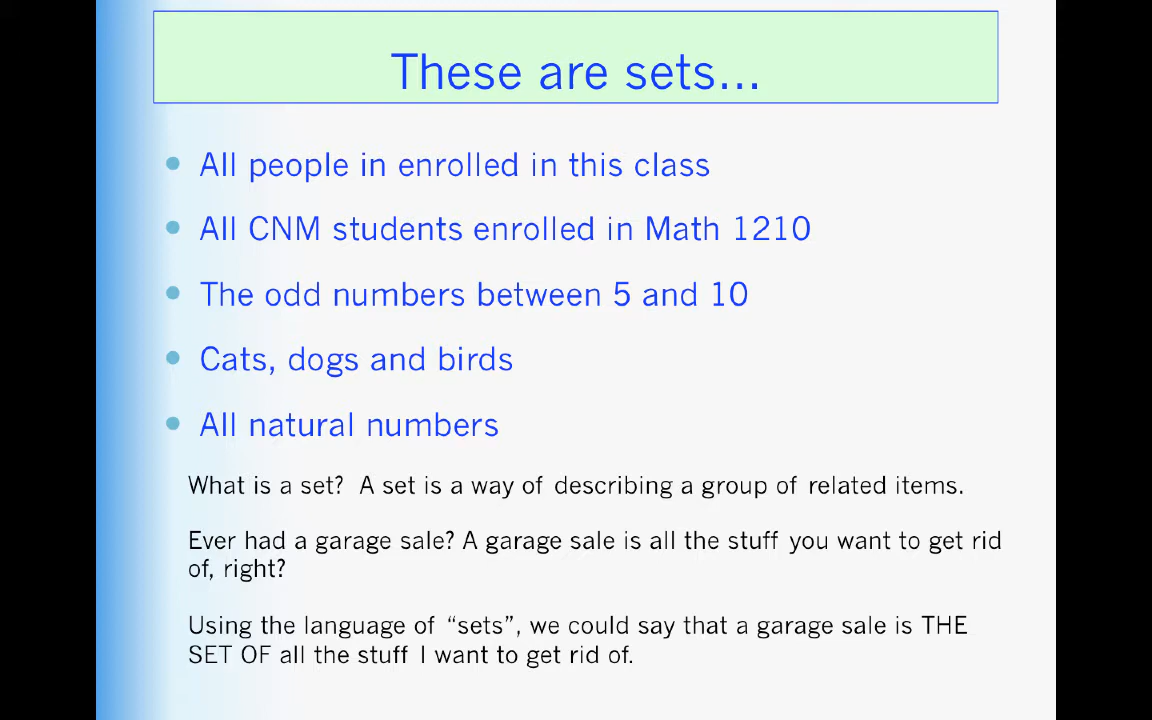 These are sets...
All people in enrolled in this class
All CNM students enrolled in Math 1210
The odd numbers between 5 and 10
Cats, dogs and birds
All natural numbers
What is a set?  A set is a way of describing a group of related items.
Ever had a garage sale? A garage sale is all the stuff you want to get rid
of, right?
Using the language of “sets”, we could say that a garage sale is THE
SET OF all the stuff I want to get rid of.